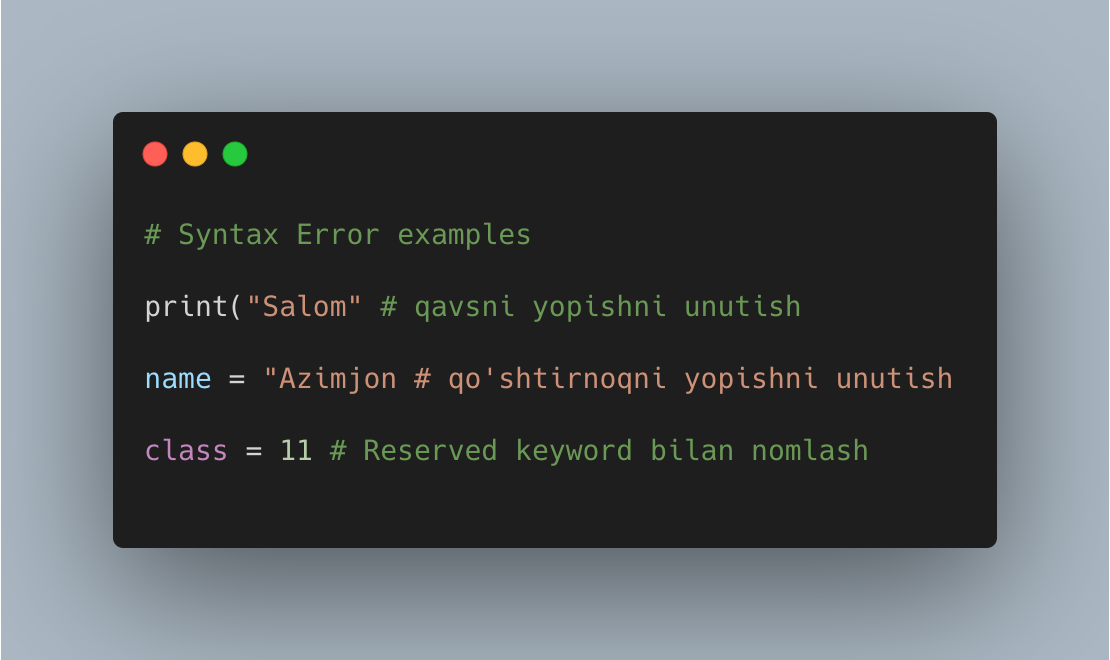 # Syntax Error examples
print("Salom" # qavsni yopishni unutish
name = "Azimjon # qo'shtirnoqni yopishni unutish
class = 11 # Reserved keyword bilan nomlash